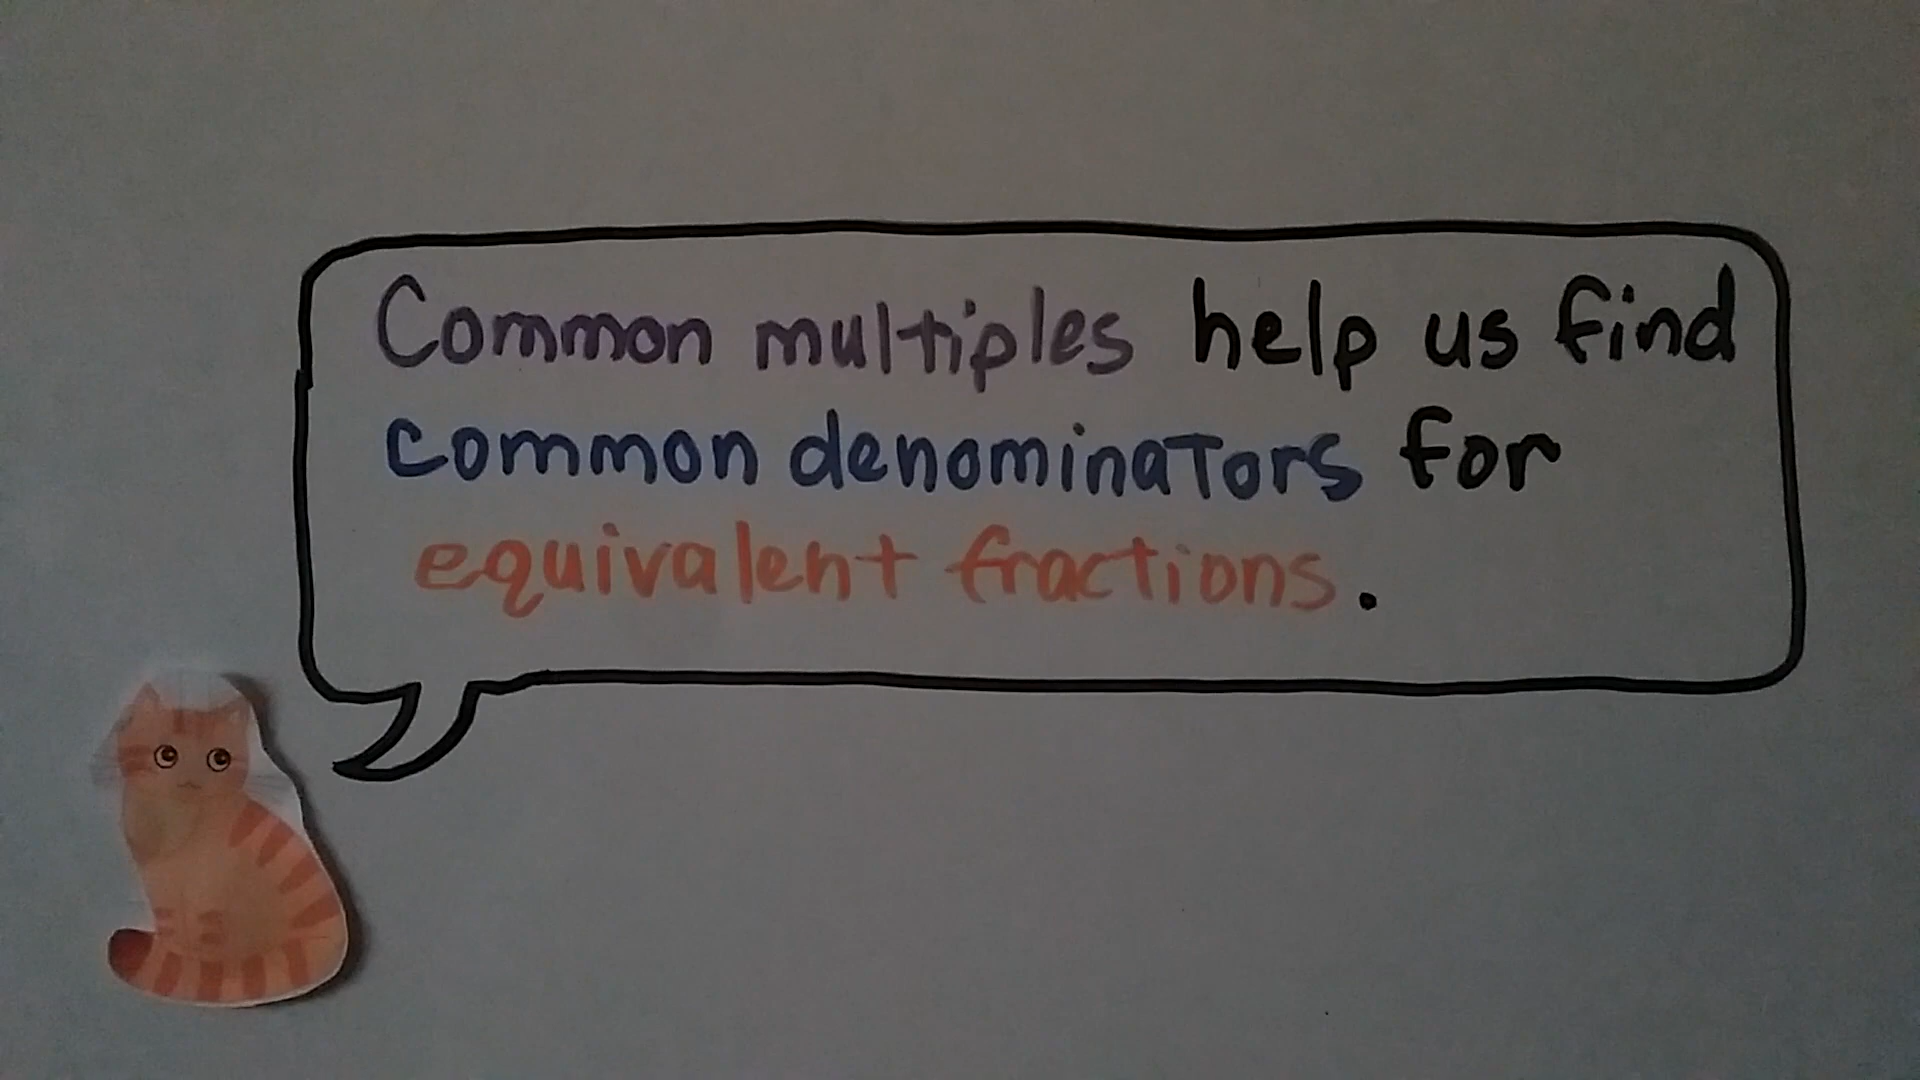 Common multiples help us find
common denominators for
equivalent fractions.